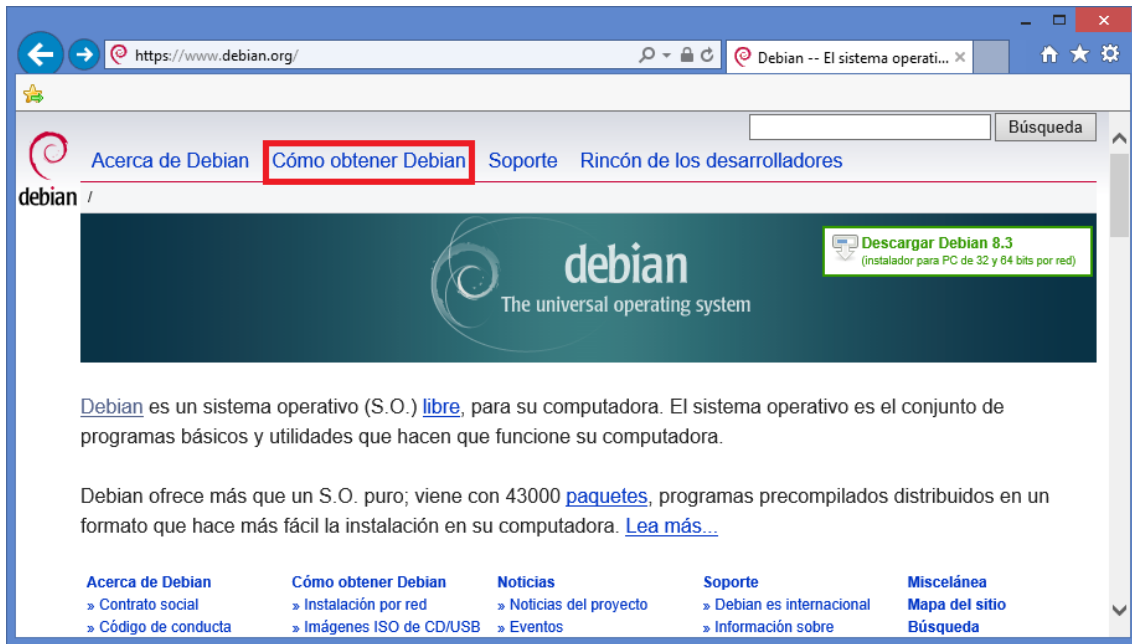 https://www.debian.org/
Debian -- El sistema operati...
Búsqueda
Acerca de Debian
Cómo obtener Debian
Soporte
Rincón de los desarrolladores
debian
/
debian
The universal operating system
Descargar Debian 8.3
(instalador para PC de 32 y 64 bits por red)
Debian es un sistema operativo (S.O.) libre, para su computadora. El sistema operativo es el conjunto de
programas básicos y utilidades que hacen que funcione su computadora.
Debian ofrece más que un S.O. puro; viene con 43000 paquetes, programas precompilados distribuidos en un
formato que hace más fácil la instalación en su computadora. Lea más...
Acerca de Debian
» Contrato social
» Código de conducta
Cómo obtener Debian
» Instalación por red
» Imágenes ISO de CD/USB
Noticias
» Noticias del proyecto
» Eventos
Soporte
» Debian es internacional
» Información sobre
Miscelánea
Mapa del sitio
Búsqueda